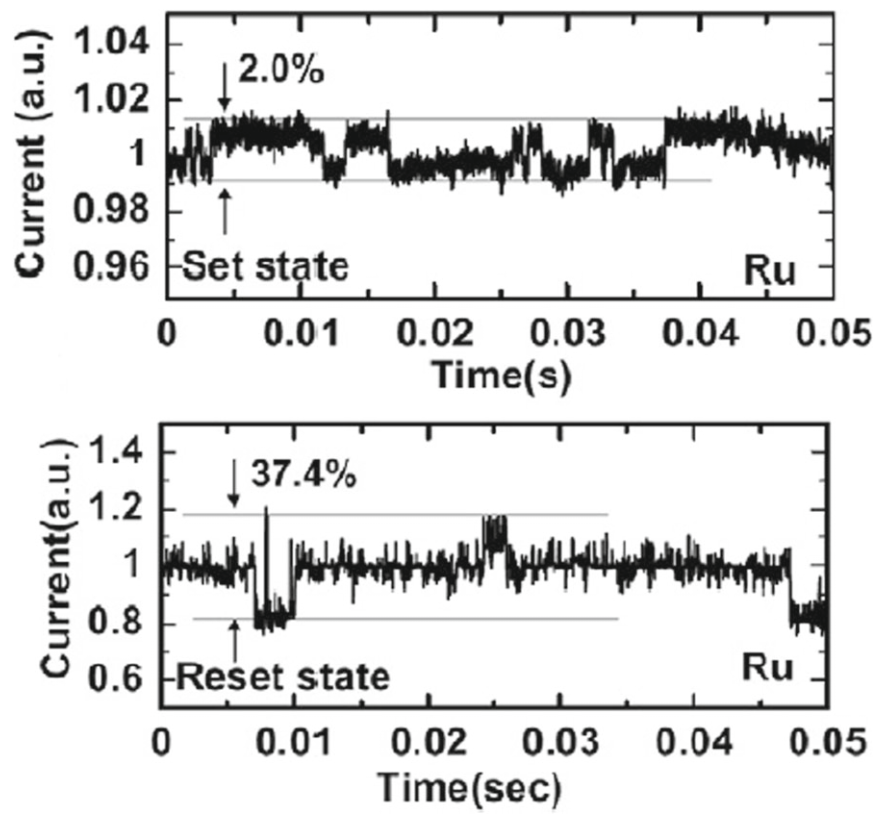 1.04
1.02
1
0.98
0.96
Current (a.u.)
2.0%
Set state
Ru
0 0.01 0.02 0.03 0.04 0.05
Time(s)
1.4
1.2
1
0.8
0.6
Current(a.u.)
37.4%
Reset state
Ru
0 0.01 0.02 0.03 0.04 0.05
Time(sec)